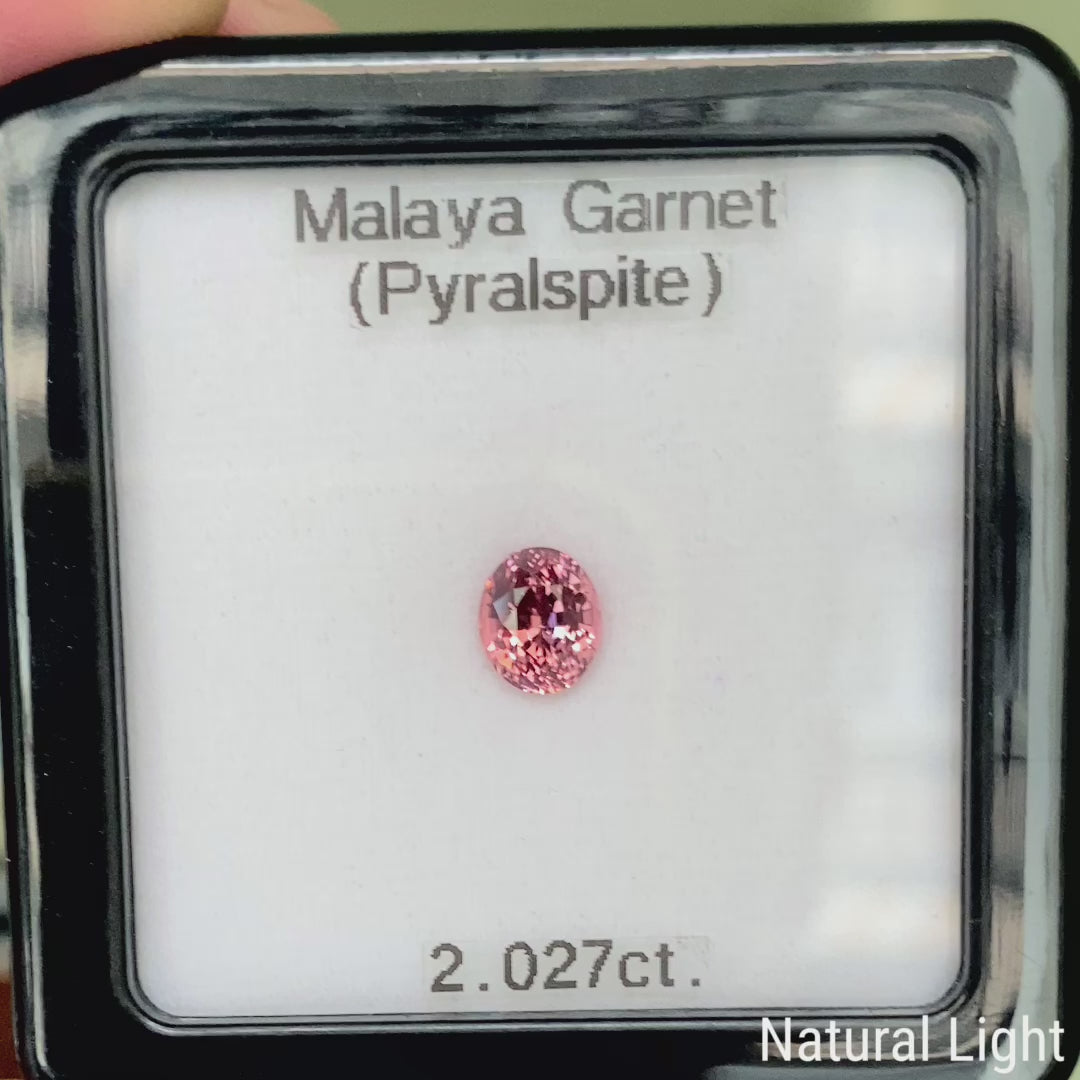 Malaya Garnet
(Pyralspite)
2.027ct.
Natural Light